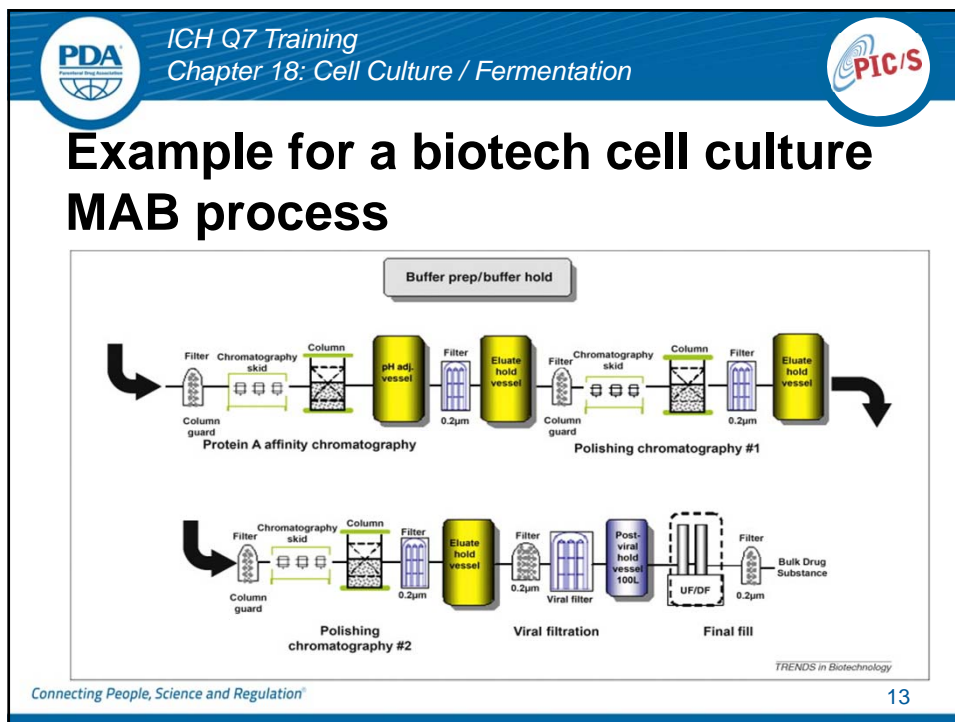 ICH Q7 Training
Chapter 18: Cell Culture / Fermentation
PDA
Parenteral Drug Association
PIC/S
Example for a biotech cell culture
MAB process
Buffer prep/buffer hold
Filter
Chromatography
skid
Column
pH adj.
vessel
Filter
Eluate
hold
vessel
Filter
Chromatography
skid
Column
Filter
Eluate
hold
vessel
Column
guard
0.2µm
Column
guard
0.2µm
Protein A affinity chromatography
Polishing chromatography #1
Filter
Chromatography
skid
Column
Filter
Eluate
hold
vessel
Filter
Post-
viral
hold
vessel
100L
UF/DF
Filter
Bulk Drug
Substance
Column
guard
0.2µm
0.2µm
Viral filter
0.2µm
Polishing
chromatography #2
Viral filtration
Final fill
TRENDS in Biotechnology
Connecting People, Science and Regulation®
13